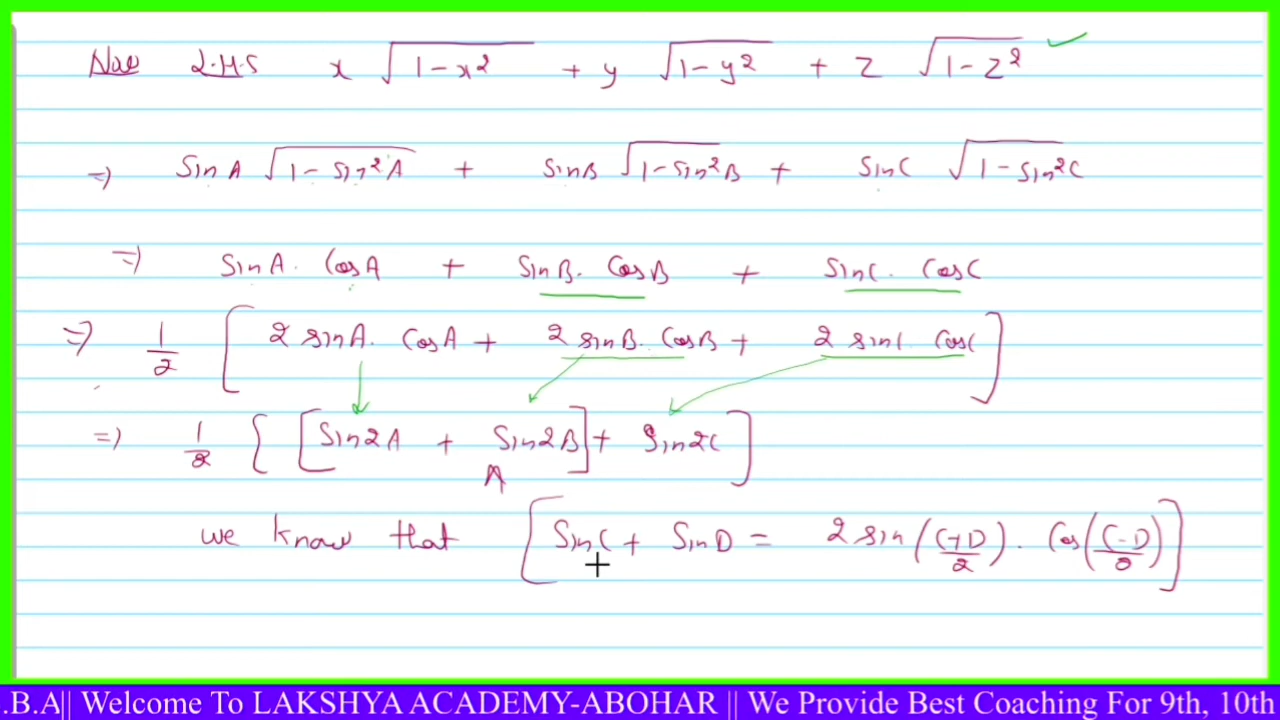 Now L.H.S x √1-x² + y √1-y² + z √1-z²
=) SinA √1-Sin²A + SinB √1-Sin²B + SinC √1-Sin²C
=) SinA. CosA + SinB. CosB + SinC. CosC
=) 1/2 [ 2 sinA. CosA + 2 sinB. CosB + 2 sinC. CosC ]
=) 1/2 { [ Sin2A + Sin2B ] + Sin2C ]
A
we know that [ SinC + SinD = 2 sin (C+D/2) . Cos (C-D/2) ]
.B.A|| Welcome To LAKSHYA ACADEMY-ABOHAR || We Provide Best Coaching For 9th, 10th